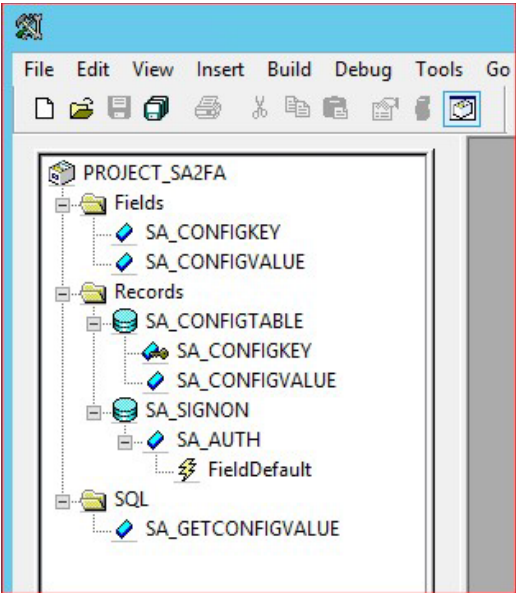 File Edit View Insert Build Debug Tools Go
PROJECT_SA2FA
Fields
SA_CONFIGKEY
SA_CONFIGVALUE
Records
SA_CONFIGTABLE
SA_CONFIGKEY
SA_CONFIGVALUE
SA_SIGNON
SA_AUTH
FieldDefault
SQL
SA_GETCONFIGVALUE